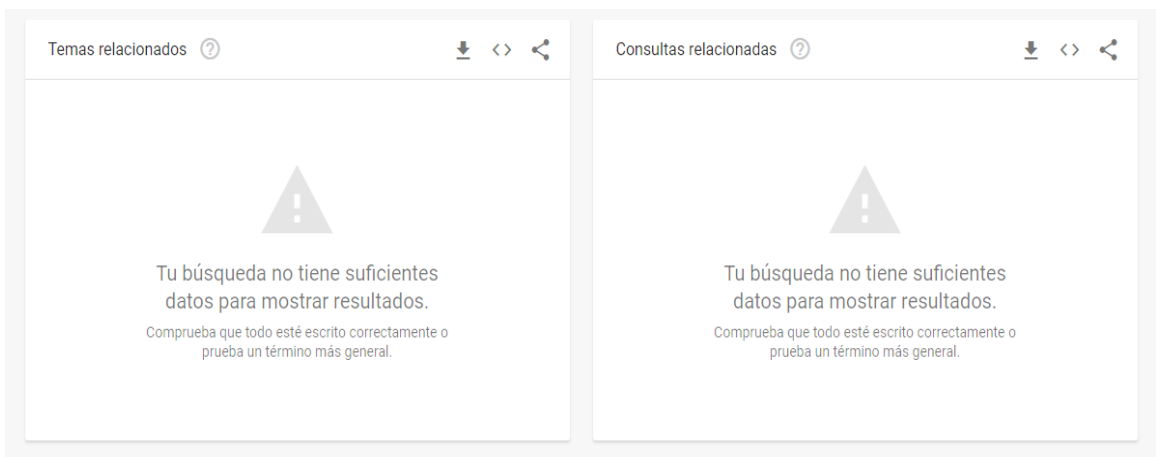 Temas relacionados
Tu búsqueda no tiene suficientes
datos para mostrar resultados.
Comprueba que todo esté escrito correctamente o
prueba un término más general.
Consultas relacionadas
Tu búsqueda no tiene suficientes
datos para mostrar resultados.
Comprueba que todo esté escrito correctamente o
prueba un término más general.